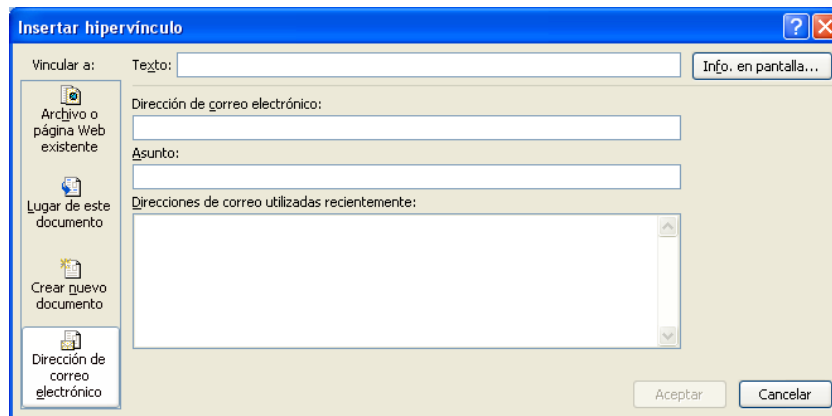 Insertar hipervínculo
Vincular a:
Texto:
Info. en pantalla...
Archivo o
página Web
existente
Lugar de este
documento
Crear nuevo
documento
Dirección de
correo
electrónico
Dirección de correo electrónico:
Asunto:
Direcciones de correo utilizadas recientemente:
Aceptar
Cancelar